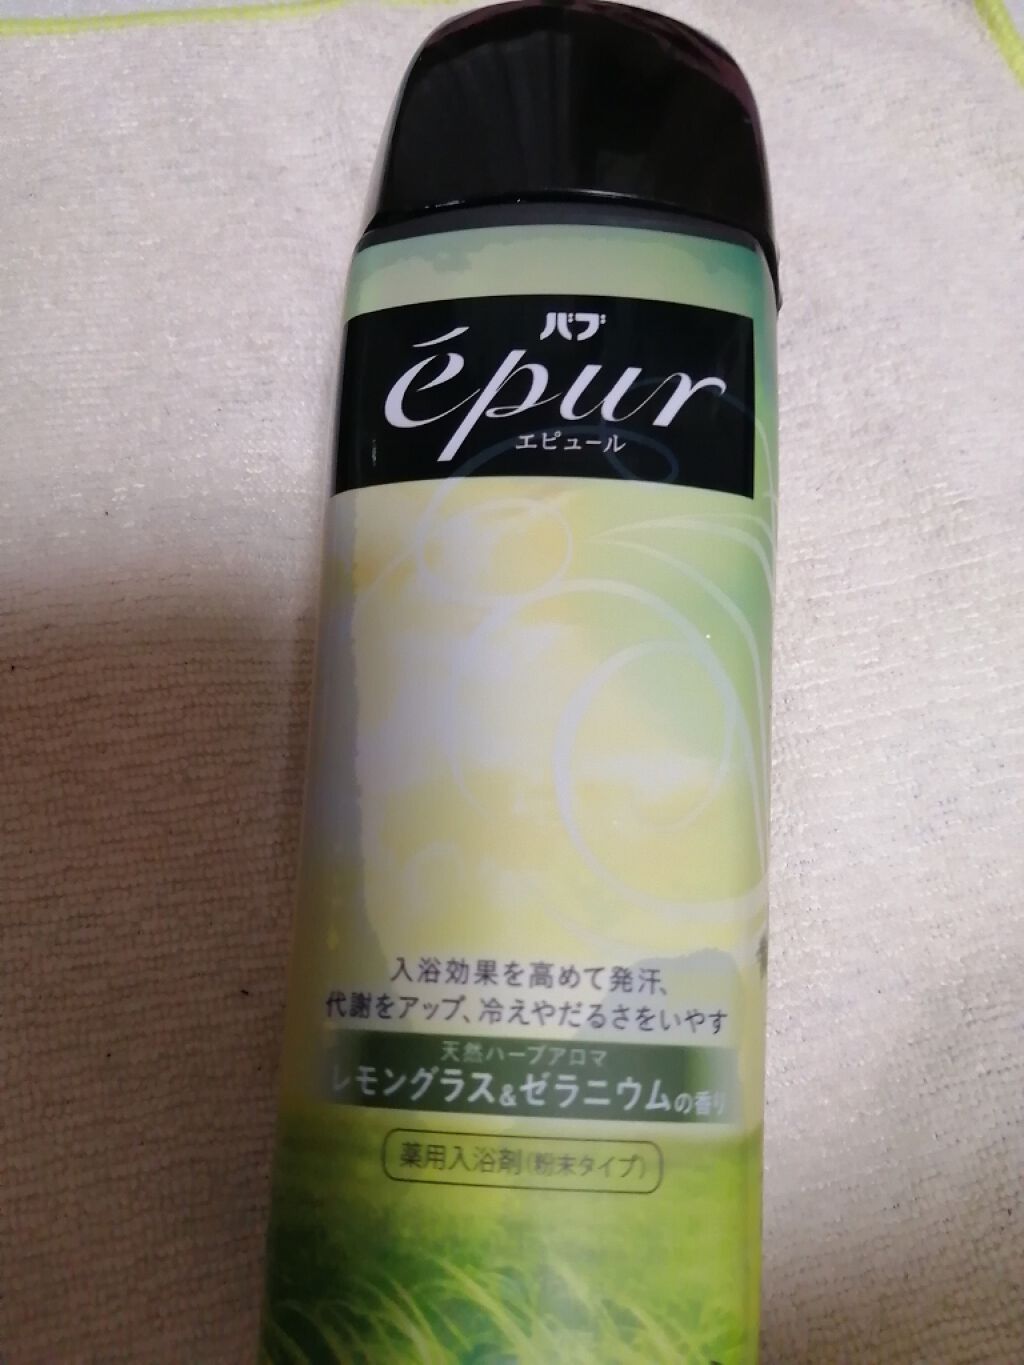 バブ
épur
エピュール
入浴効果を高めて発汗、
代謝をアップ、冷えやだるさをいやす
天然ハーブアロマ
レモングラス&ゼラニウムの香り
薬用入浴剤(粉末タイプ)